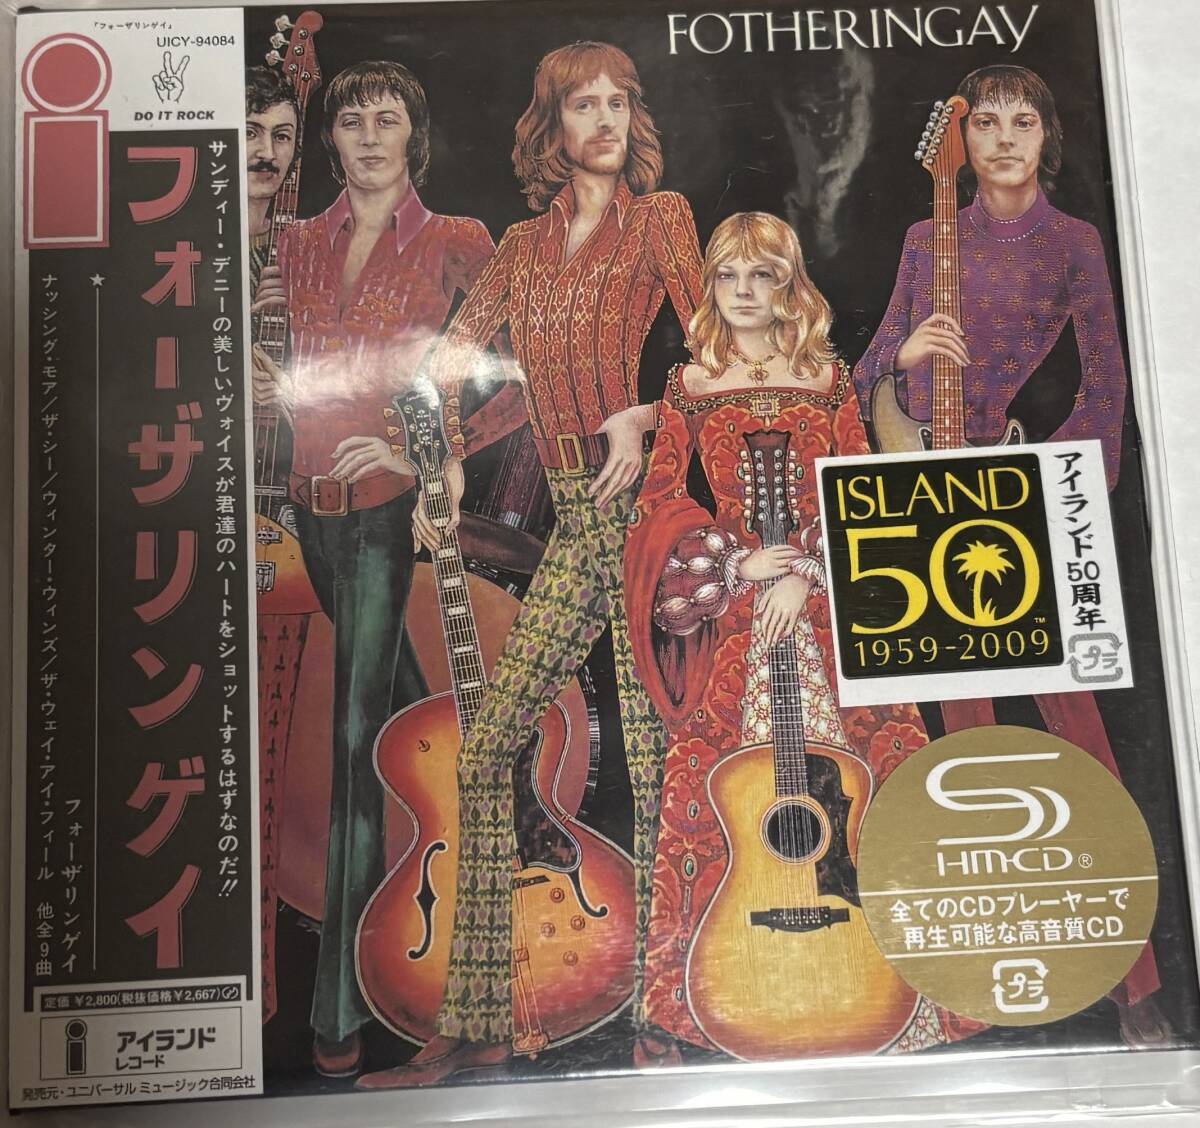 『フォーザリンゲイ』
UICY-94084
DO IT ROCK
フォーザリンゲイ
サンディー・デニーの美しいヴォイスが君達のハートをショットするはずなのだ!!
★ フォーザリンゲイ
ナッシング・モア/ザ・シー/ウィンター・ウィンズ/ザ・ウェイ・アイ・フィール 他全9曲
定価 ¥2,800(税抜価格¥2,667)
アイランド
レコード
発売元・ユニバーサル ミュージック合同会社
FOTHERINGAY
ISLAND
50
TM
1959-2009
アイランド50周年
プラ
HM-CD®
全てのCDプレーヤーで
再生可能な高音質CD
プラ